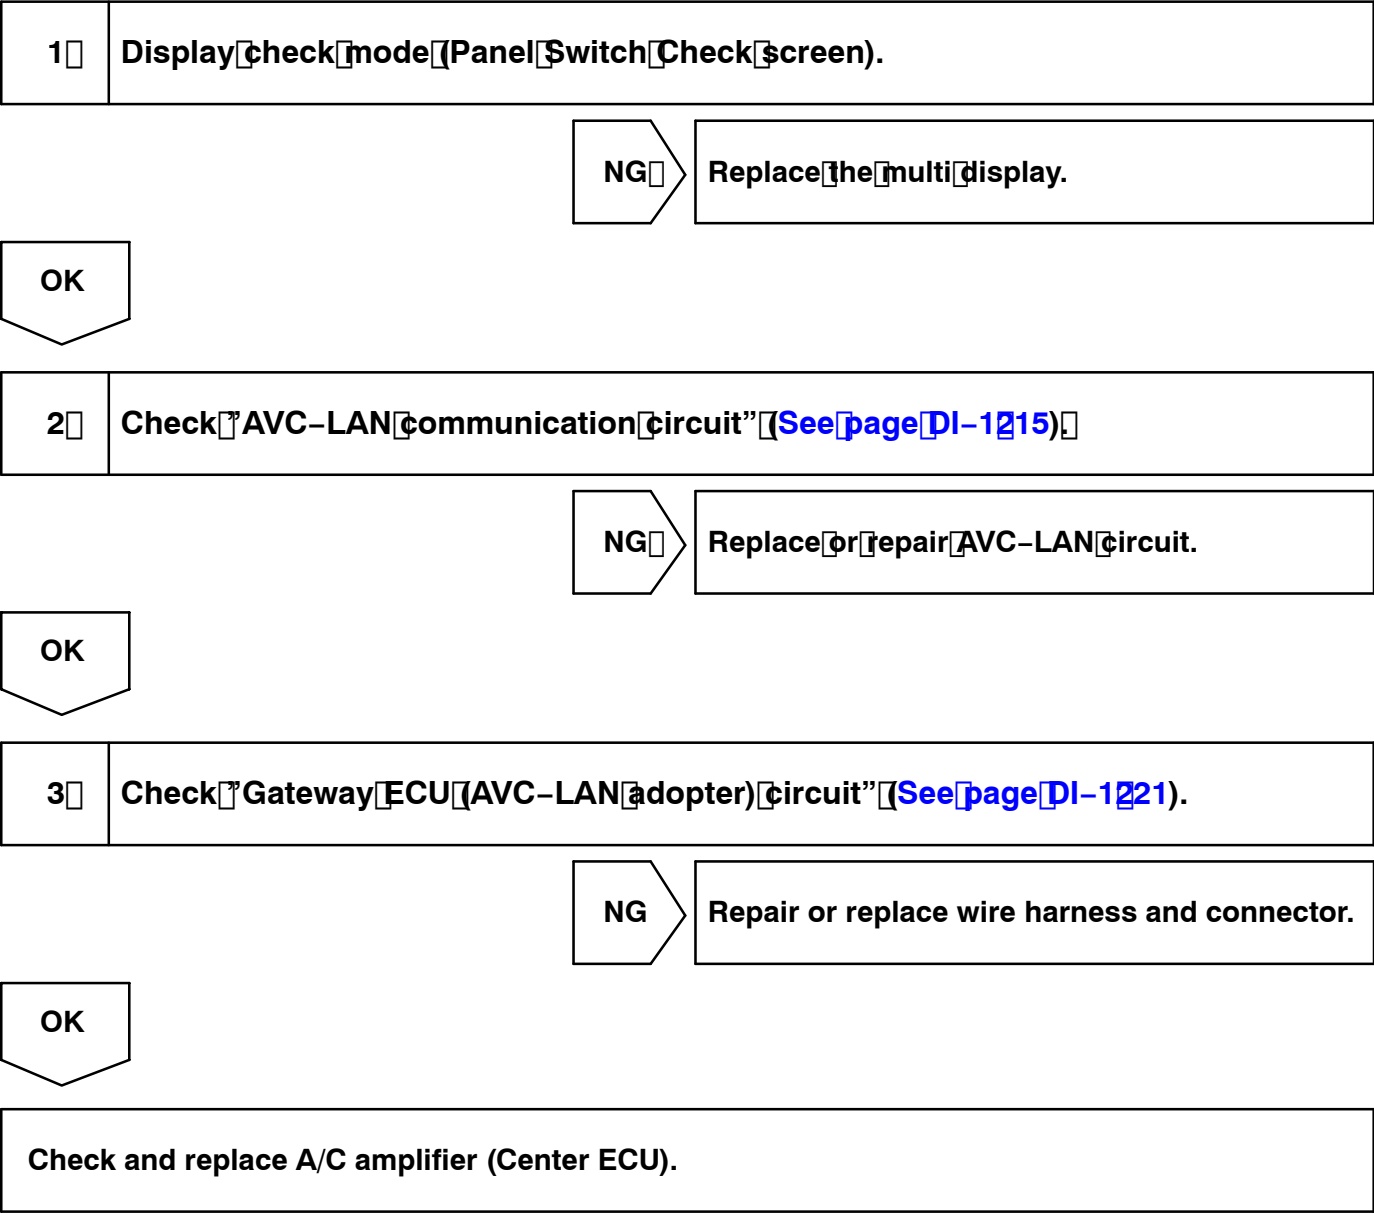 1 Display check mode (Panel Switch Check screen).
NG Replace the multi display.
OK
2 Check ”AVC−LAN communication circuit” (See page DI−1215).
NG Replace or repair AVC−LAN circuit.
OK
3 Check ”Gateway ECU (AVC−LAN adopter) circuit” (See page DI−1221).
NG Repair or replace wire harness and connector.
OK
Check and replace A/C amplifier (Center ECU).